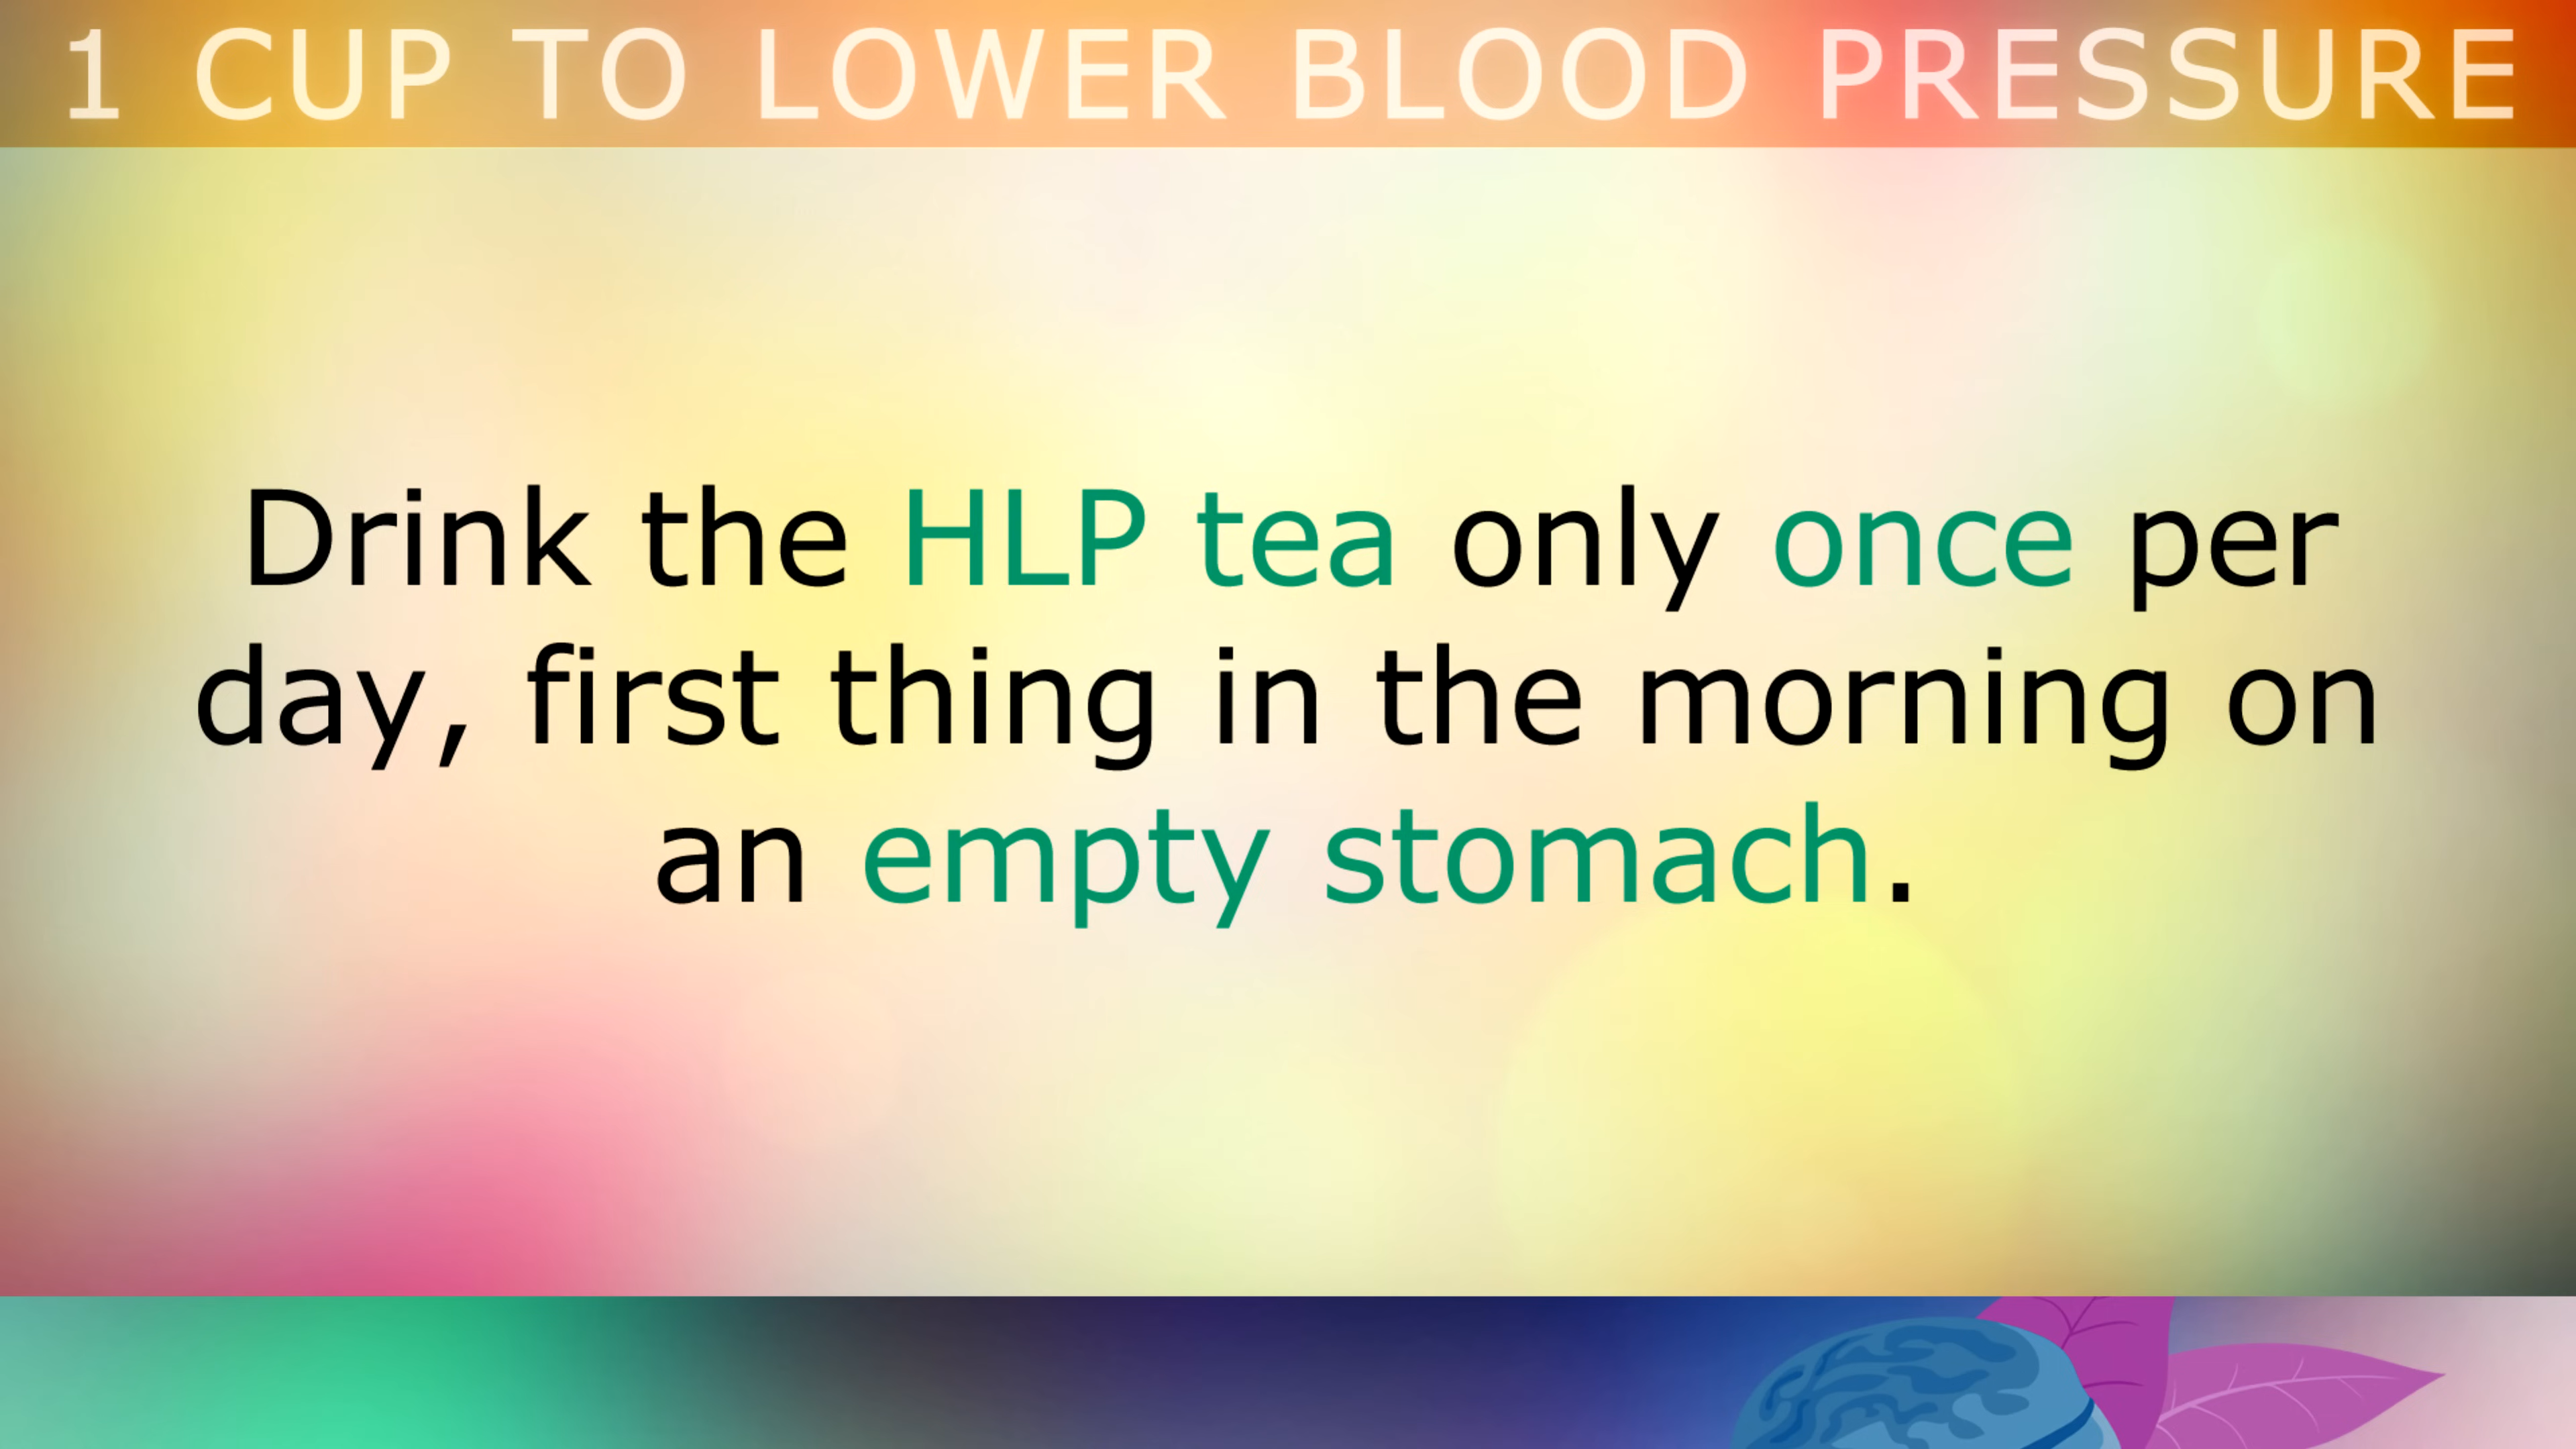 1 CUP TO LOWER BLOOD PRESSURE
Drink the HLP tea only once per
day, first thing in the morning on
an empty stomach.